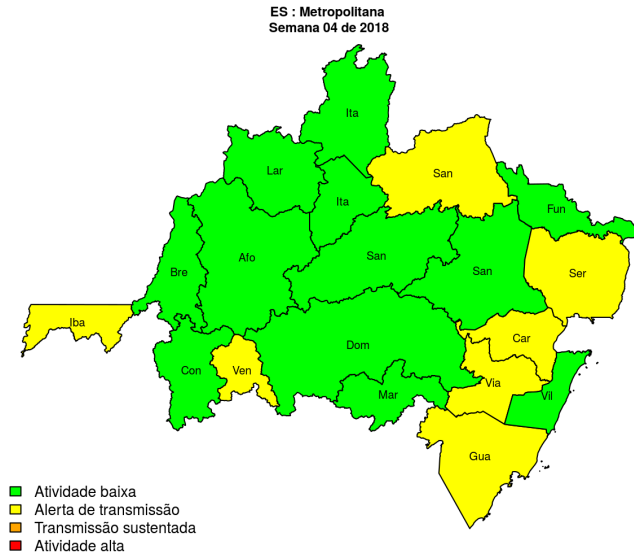 ES : Metropolitana
Semana 04 de 2018
Ita
Lar
San
Ita
Fun
Afo
San
San
Bre
Ser
Iba
Car
Dom
Con
Ven
Via
Mar
Vil
Gua
Atividade baixa
Alerta de transmissão
Transmissão sustentada
Atividade alta